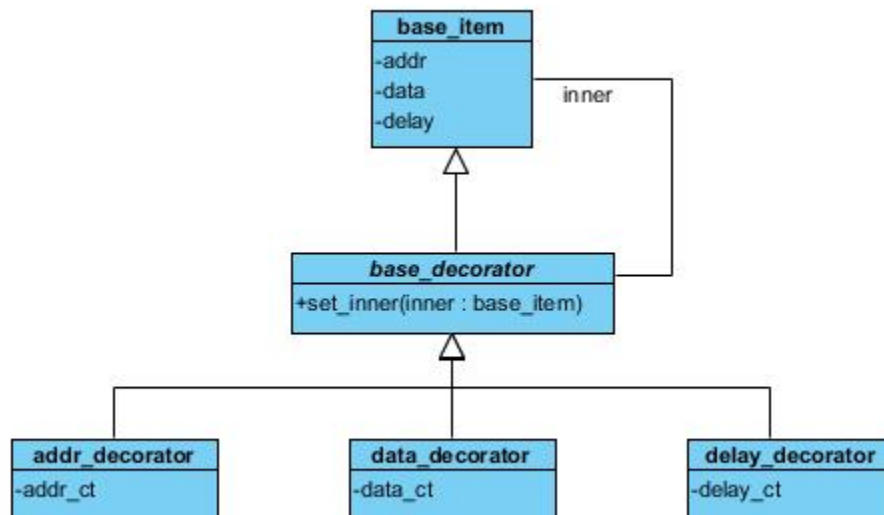 base_item
-addr
-data
-delay
inner
base_decorator
+set_inner(inner : base_item)
addr_decorator
-addr_ct
data_decorator
-data_ct
delay_decorator
-delay_ct